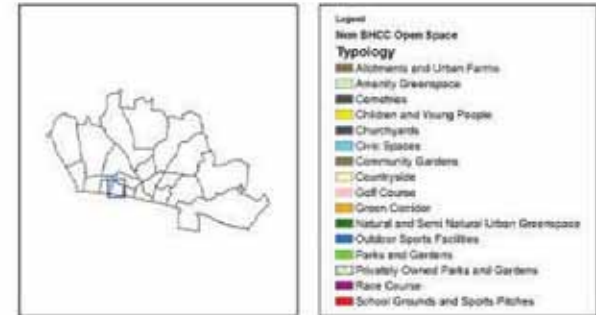 Legend
Non BHCC Open Space
Typology
Allotments and Urban Farms
Amenity Greenspace
Cemetries
Children and Young People
Churchyards
Civic Spaces
Community Gardens
Countryside
Golf Course
Green Corridor
Natural and Semi Natural Urban Greenspace
Outdoor Sports Facilities
Parks and Gardens
Privately Owned Parks and Gardens
Race Course
School Grounds and Sports Pitches